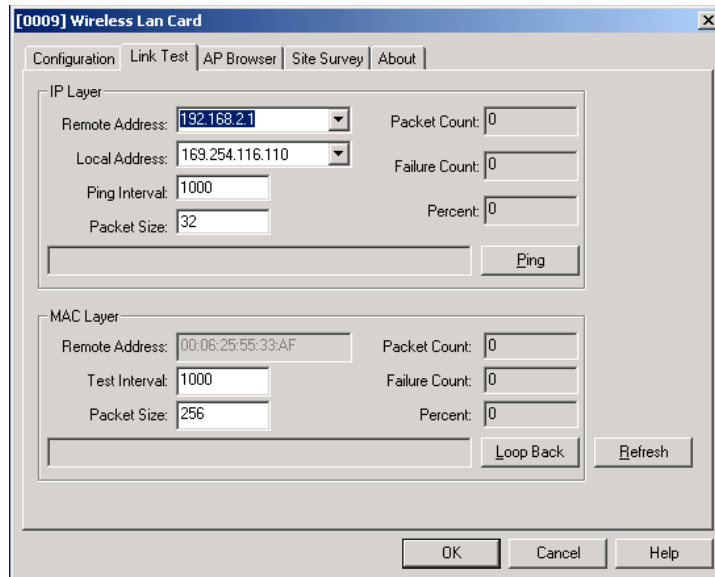 [0009] Wireless Lan Card
Configuration Link Test AP Browser Site Survey About
IP Layer
Remote Address: 192.168.2.1 Packet Count: 0
Local Address: 169.254.116.110 Failure Count: 0
Ping Interval: 1000
Percent: 0
Packet Size: 32
Ping
MAC Layer
Remote Address: 00:06:25:55:33:AF Packet Count: 0
Test Interval: 1000 Failure Count: 0
Packet Size: 256 Percent: 0
Loop Back Refresh
OK Cancel Help